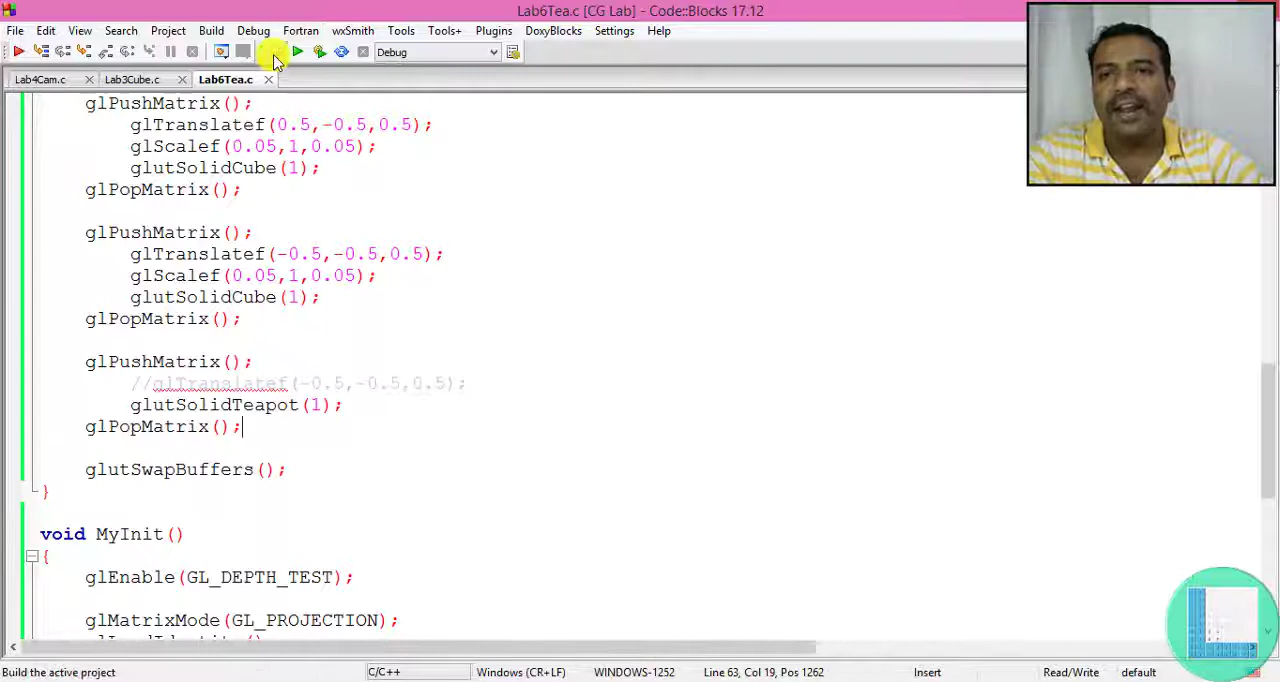 Lab6Tea.c [CG Lab] - Code::Blocks 17.12
File Edit View Search Project Build Debug Fortran wxSmith Tools Tools+ Plugins DoxyBlocks Settings Help
Debug
Lab4Cam.c Lab3Cube.c Lab6Tea.c
glPushMatrix();
glTranslatef(0.5,-0.5,0.5);
glScalef(0.05,1,0.05);
glutSolidCube(1);
glPopMatrix();
glPushMatrix();
glTranslatef(-0.5,-0.5,0.5);
glScalef(0.05,1,0.05);
glutSolidCube(1);
glPopMatrix();
glPushMatrix();
//glTranslatef(-0.5,-0.5,0.5);
glutSolidTeapot(1);
glPopMatrix();
glutSwapBuffers();
}
void MyInit()
{
glEnable(GL_DEPTH_TEST);
glMatrixMode(GL_PROJECTION);
Build the active project C/C++ Windows (CR+LF) WINDOWS-1252 Line 63, Col 19, Pos 1262 Insert Read/Write default